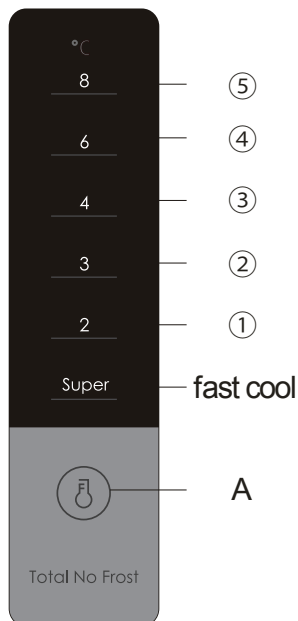 °C
8 ⑤
6 ④
4 ③
3 ②
2 ①
Super fast cool
A
Total No Frost